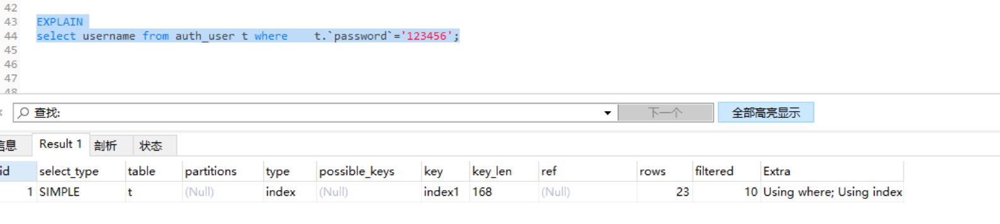 42
43 EXPLAIN
44 select username from auth_user t where t.`password`='123456';
45
46
47
48
查找: 下一个 全部高亮显示
信息 Result 1 剖析 状态
id select_type table partitions type possible_keys key key_len ref rows filtered Extra
1 SIMPLE t (Null) index (Null) index1 168 (Null) 23 10 Using where; Using index